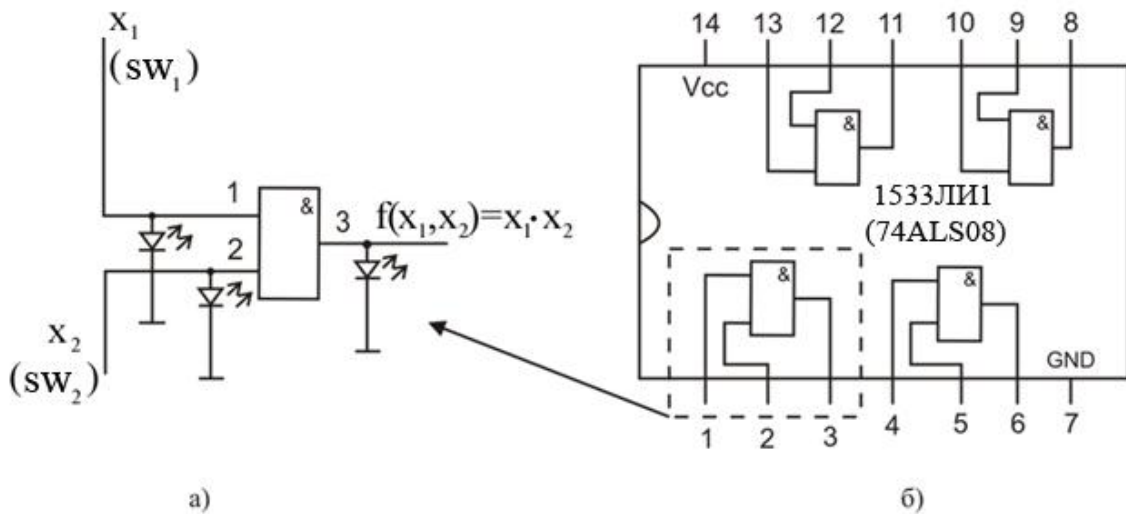 x₁
(sw₁)
1
&
3
f(x₁,x₂)=x₁·x₂
2
x₂
(sw₂)
а)
14
13
12
11
10
9
8
Vcc
&
&
1533ЛИ1
(74ALS08)
&
&
GND
1
2
3
4
5
6
7
б)